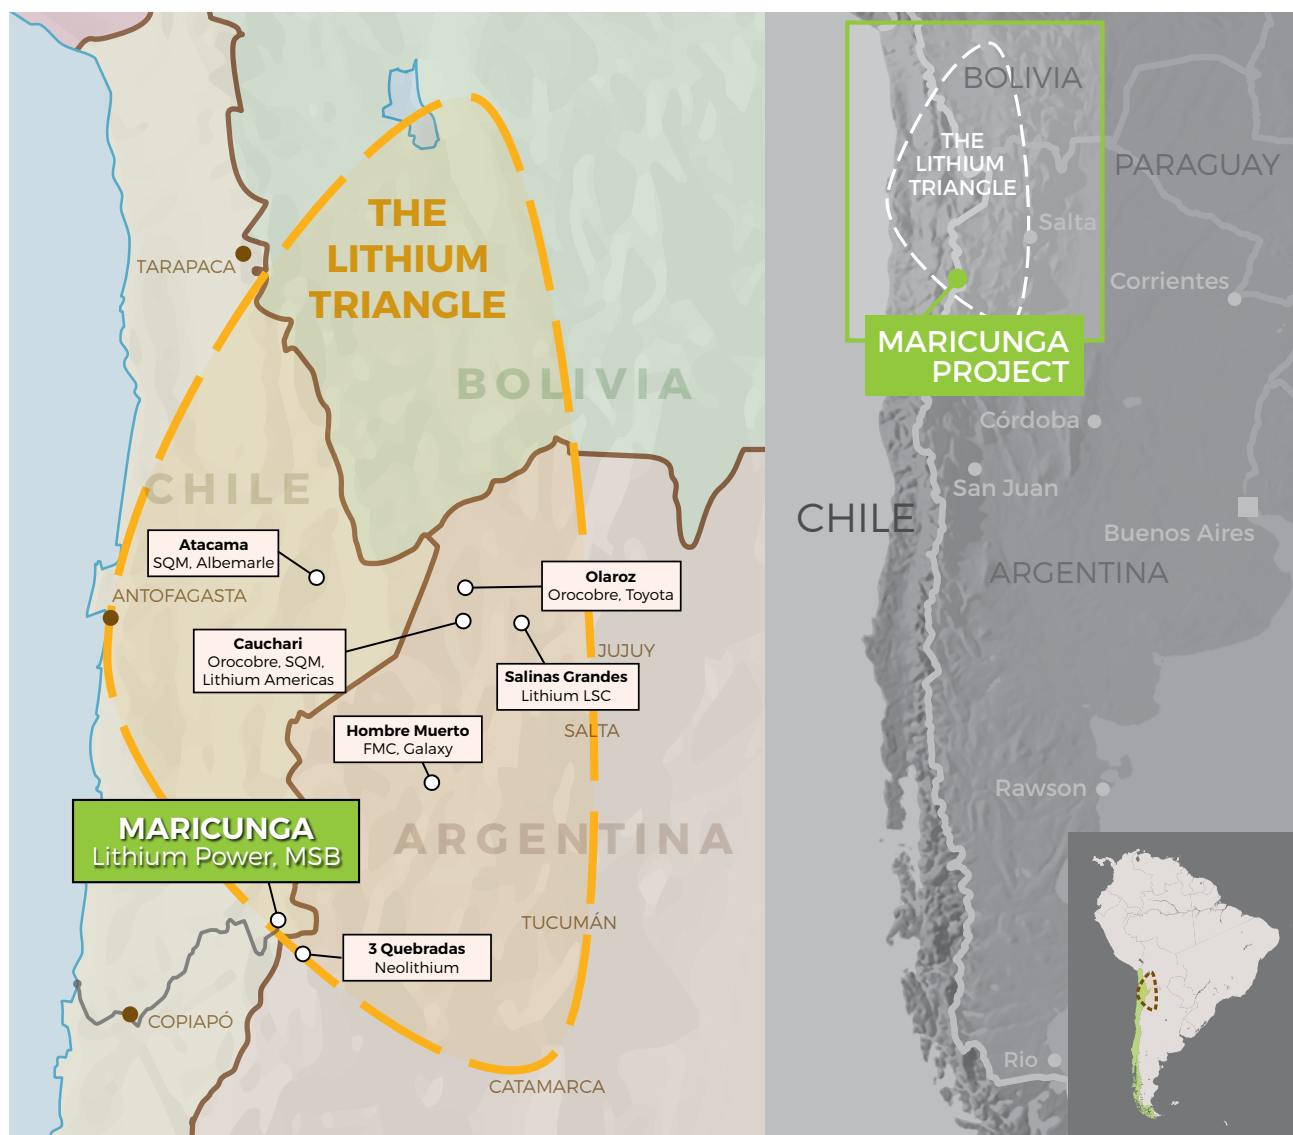 THE
LITHIUM
TRIANGLE
TARAPACA
BOLIVIA
CHILE
Atacama
SQM, Albemarle
ANTOFAGASTA
Olaroz
Orocobre, Toyota
Cauchari
Orocobre, SQM,
Lithium Americas
JUJUY
Salinas Grandes
Lithium LSC
SALTA
Hombre Muerto
FMC, Galaxy
MARICUNGA
Lithium Power, MSB
ARGENTINA
TUCUMÁN
3 Quebradas
Neolithium
COPIAPÓ
CATAMARCA
BOLIVIA
THE
LITHIUM
TRIANGLE
PARAGUAY
Salta
Corrientes
MARICUNGA
PROJECT
Córdoba
San Juan
CHILE
Buenos Aires
ARGENTINA
Rawson
Rio